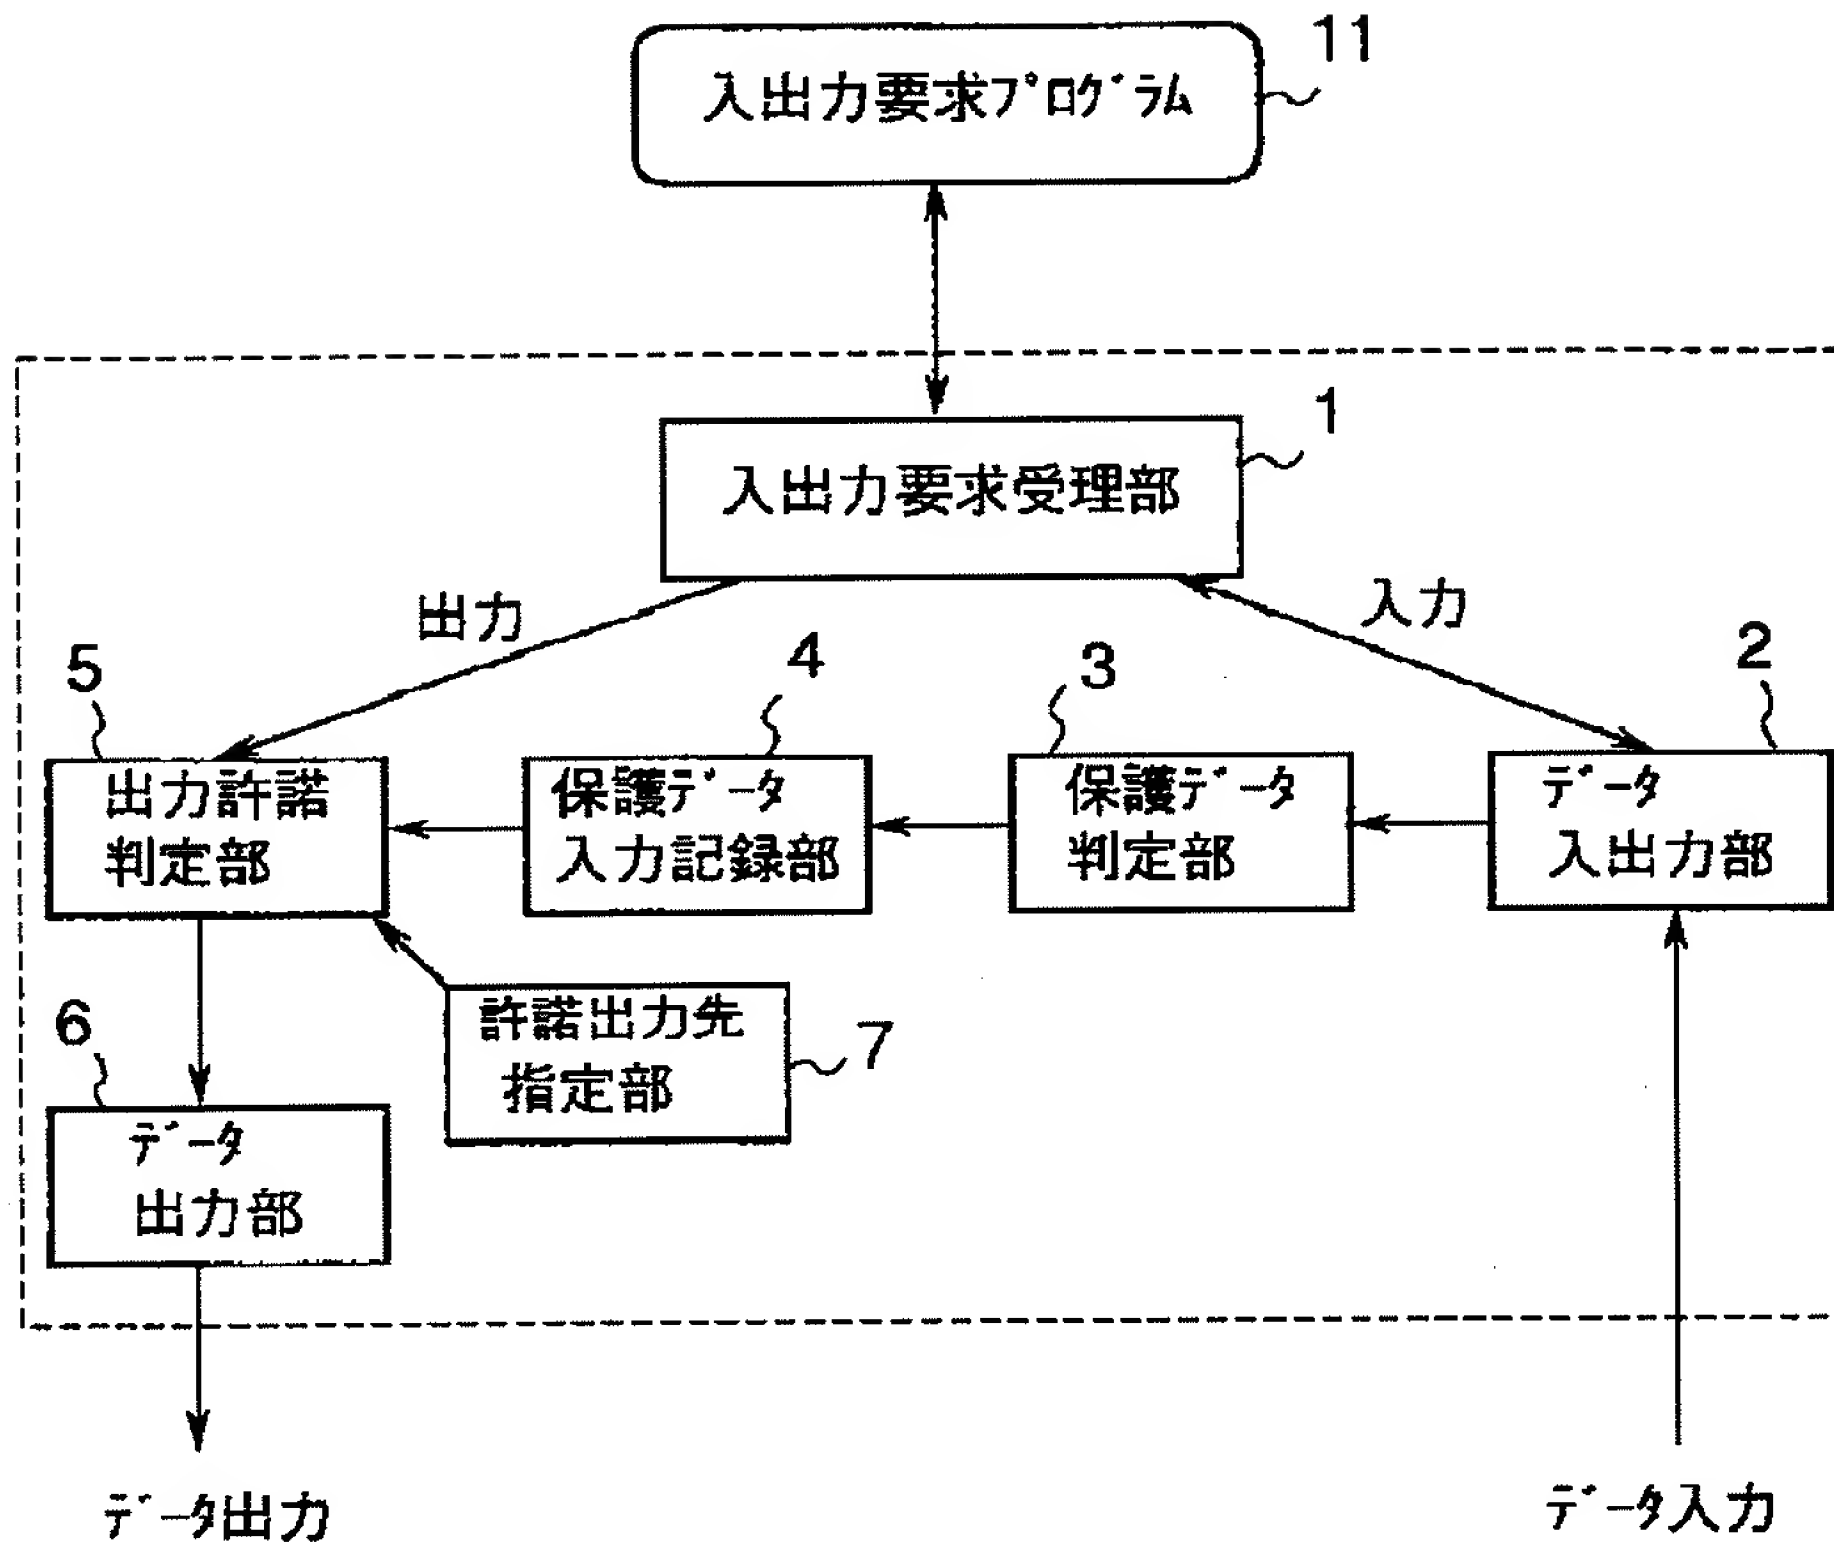 11
入出力要求プログラム
1
入出力要求受理部
出力
入力
5
4
3
2
出力許諾
判定部
保護データ
入力記録部
保護データ
判定部
データ
入出力部
6
許諾出力先
指定部
7
データ
出力部
データ出力
データ入力